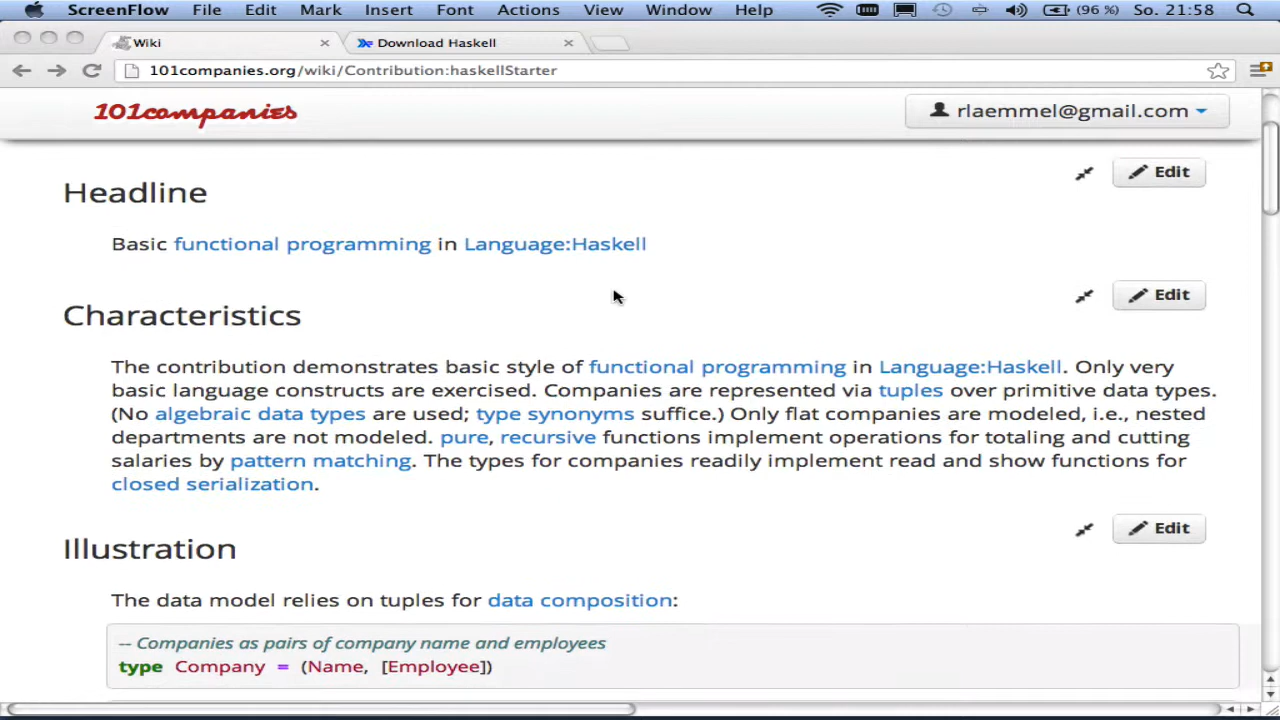 ScreenFlow File Edit Mark Insert Font Actions View Window Help (96 %) So. 21:58
Wiki Download Haskell
101companies.org/wiki/Contribution:haskellStarter
101companies rlaemmel@gmail.com
Edit
Headline
Basic functional programming in Language:Haskell
Edit
Characteristics
The contribution demonstrates basic style of functional programming in Language:Haskell. Only very
basic language constructs are exercised. Companies are represented via tuples over primitive data types.
(No algebraic data types are used; type synonyms suffice.) Only flat companies are modeled, i.e., nested
departments are not modeled. pure, recursive functions implement operations for totaling and cutting
salaries by pattern matching. The types for companies readily implement read and show functions for
closed serialization.
Edit
Illustration
The data model relies on tuples for data composition:
-- Companies as pairs of company name and employees
type Company = (Name, [Employee])